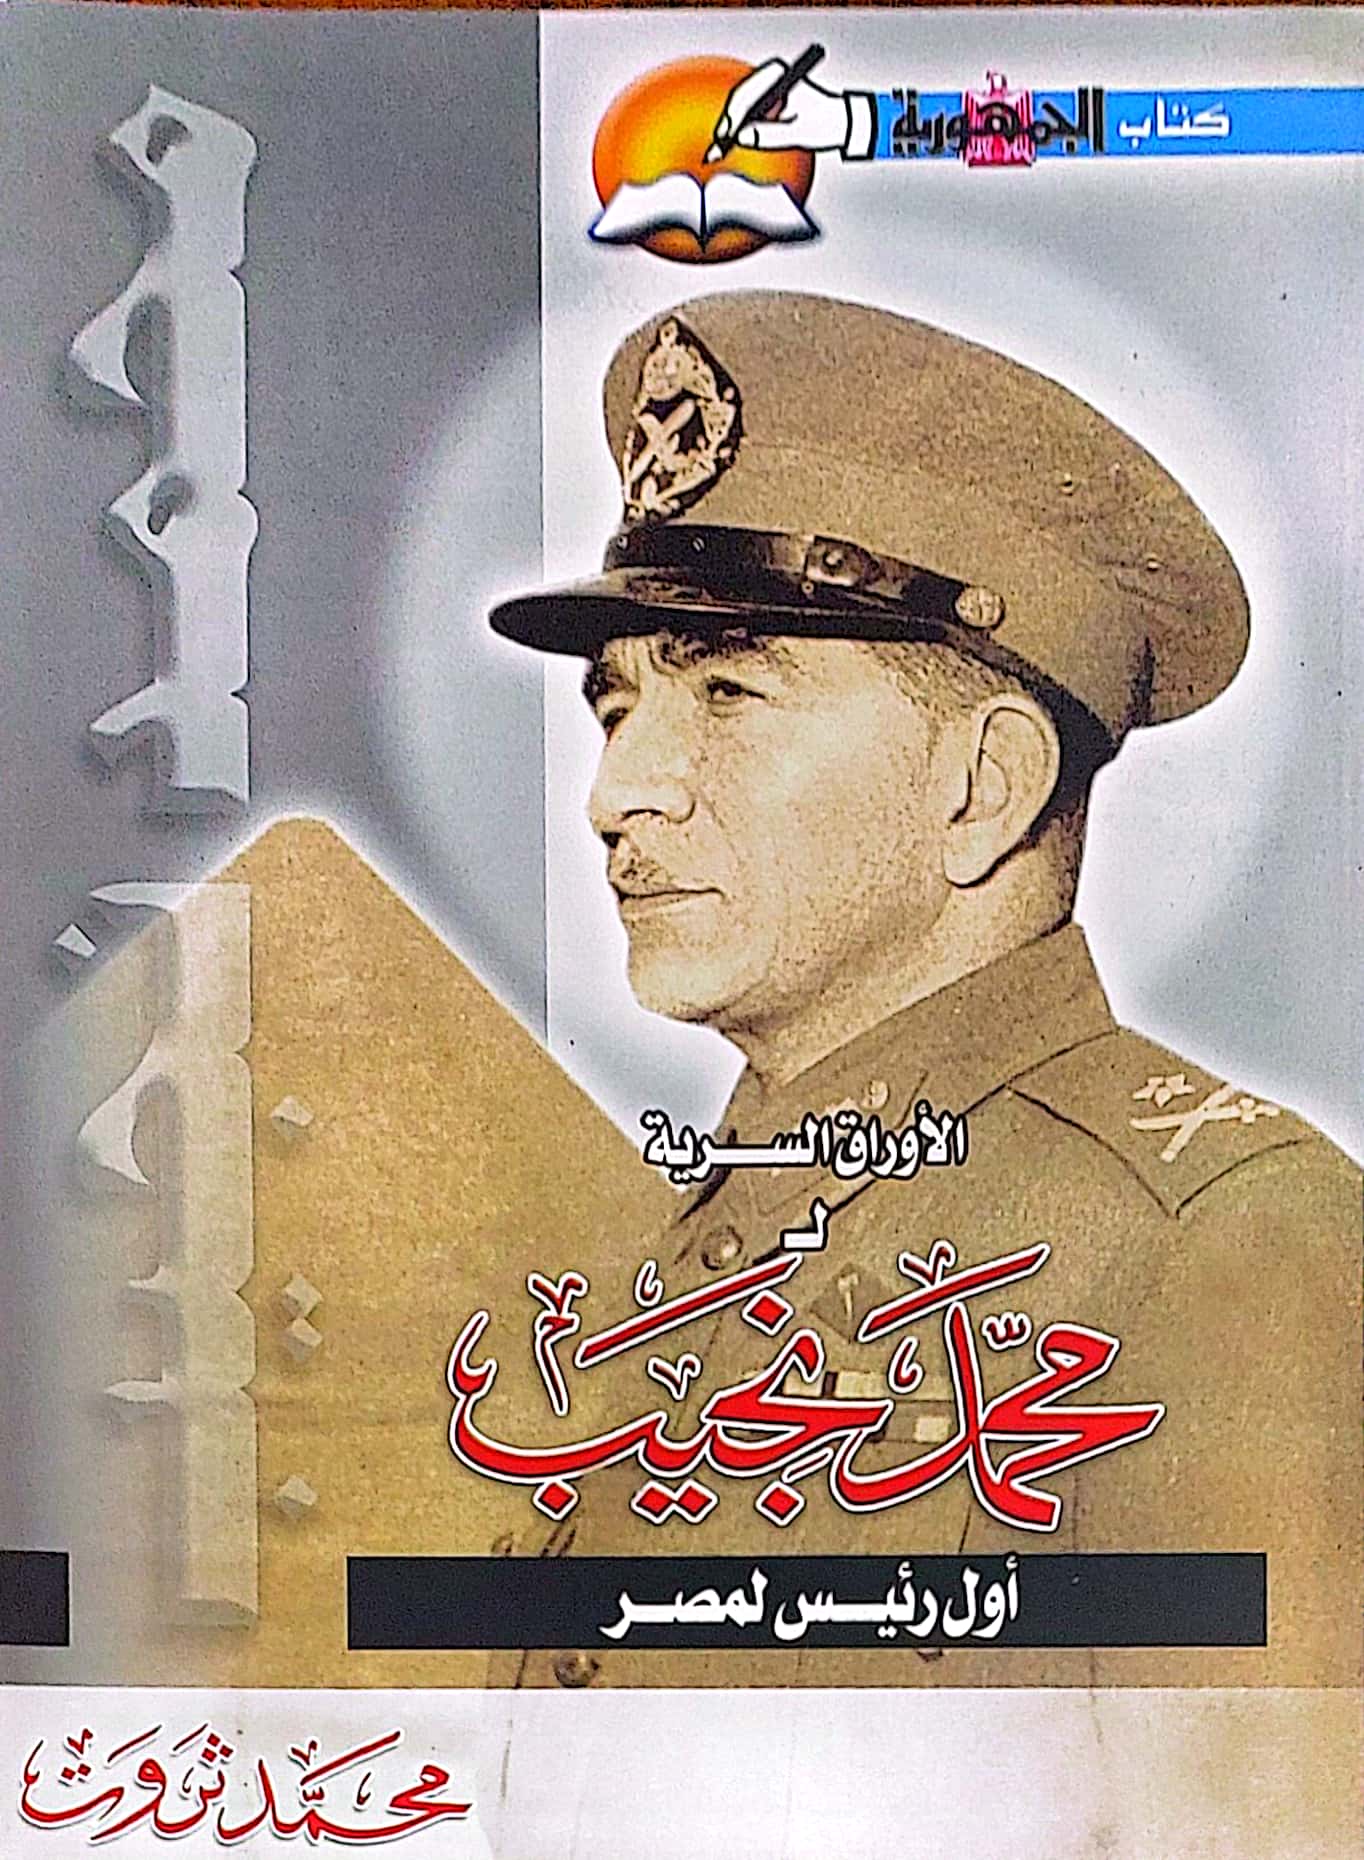 كتاب الجمهورية
الأوراق السرية
لـ
محمد نجيب
أول رئيس لمصر
محمد ثروت